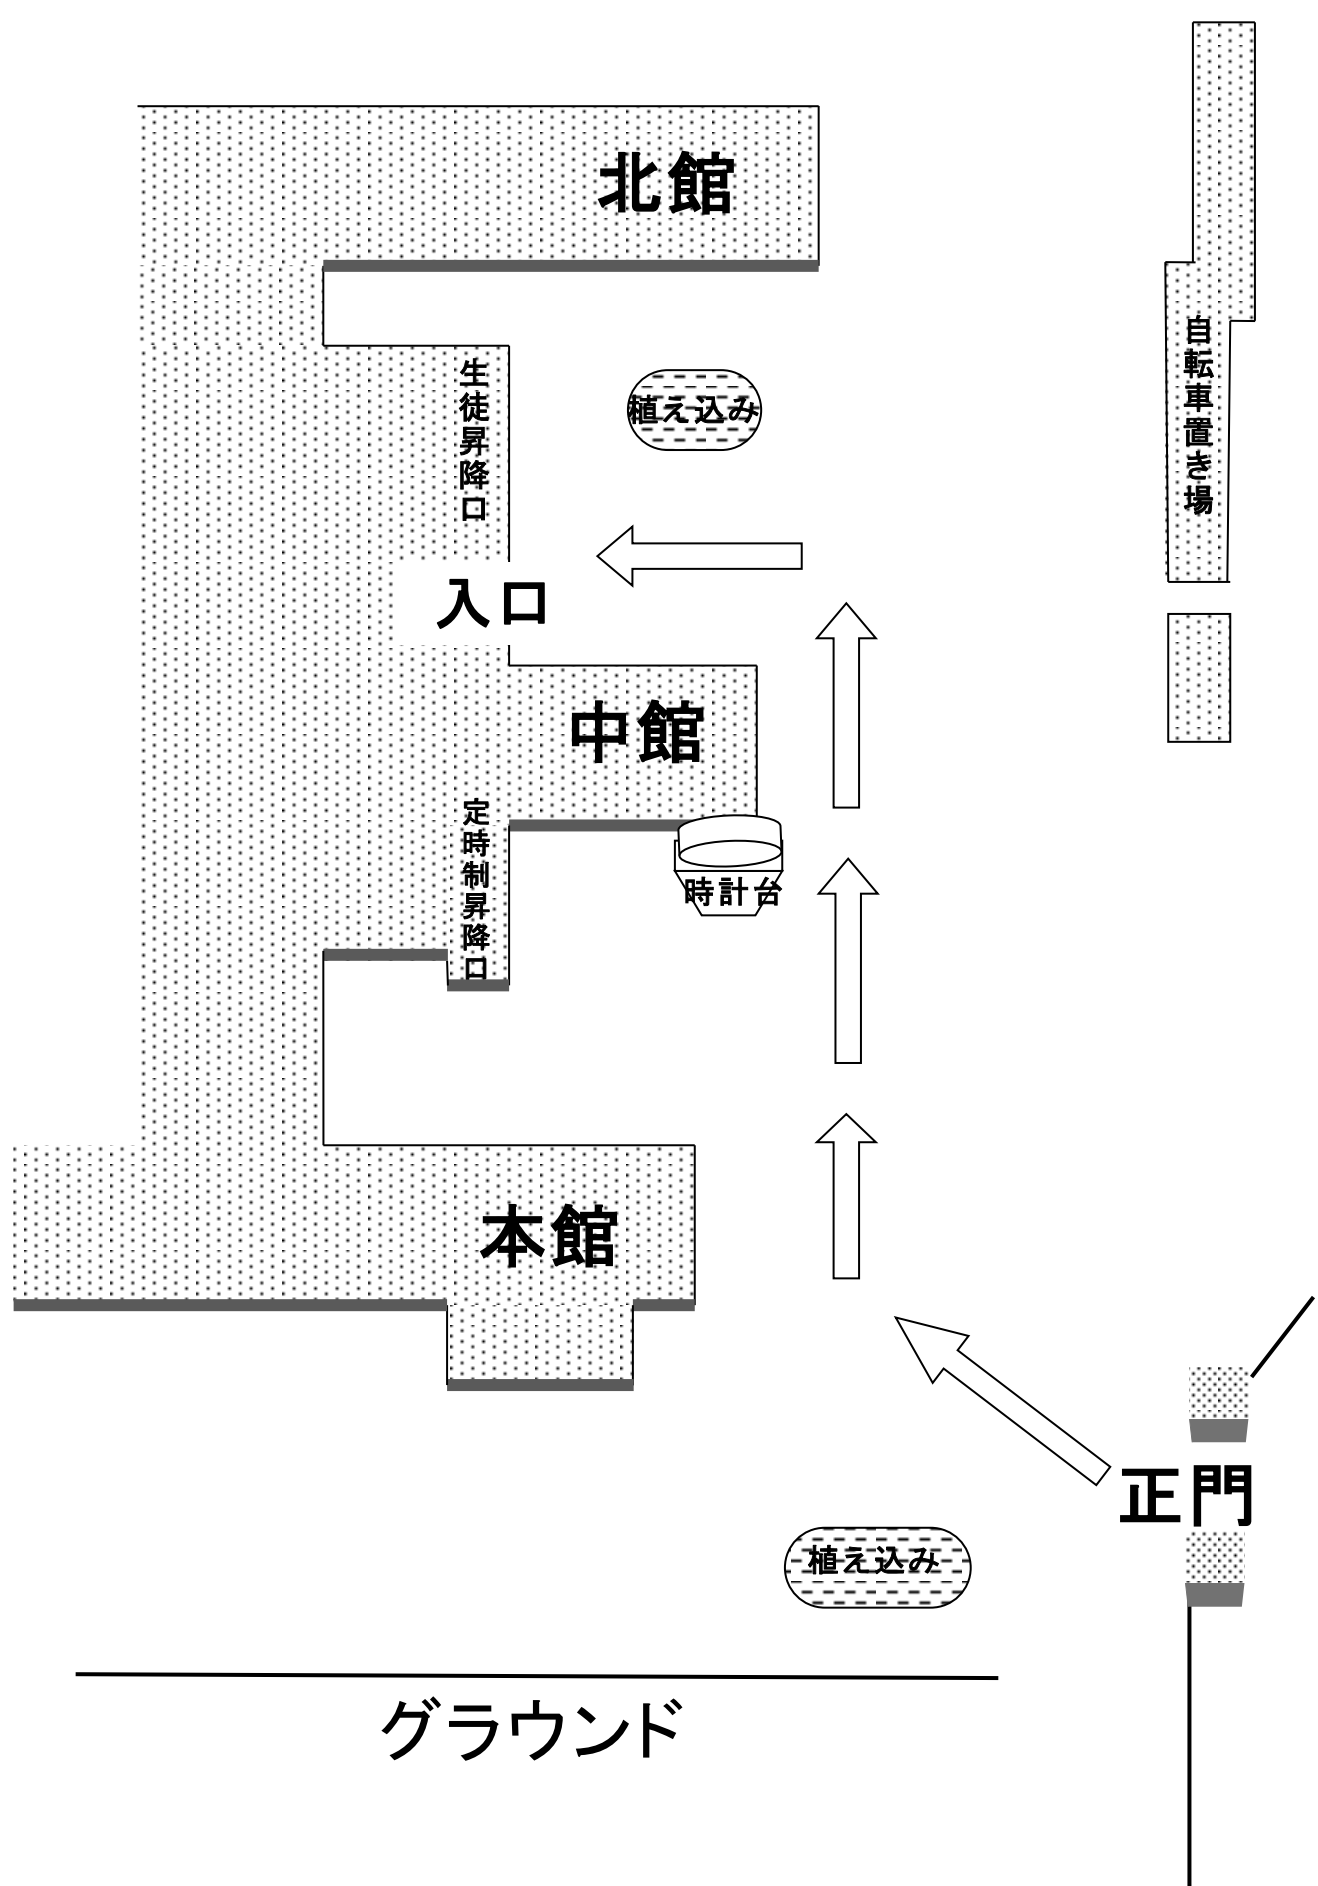 北館
自転車置き場
生徒昇降口
植え込み
入口
中館
定時制昇降口
時計台
本館
正門
植え込み
グラウンド